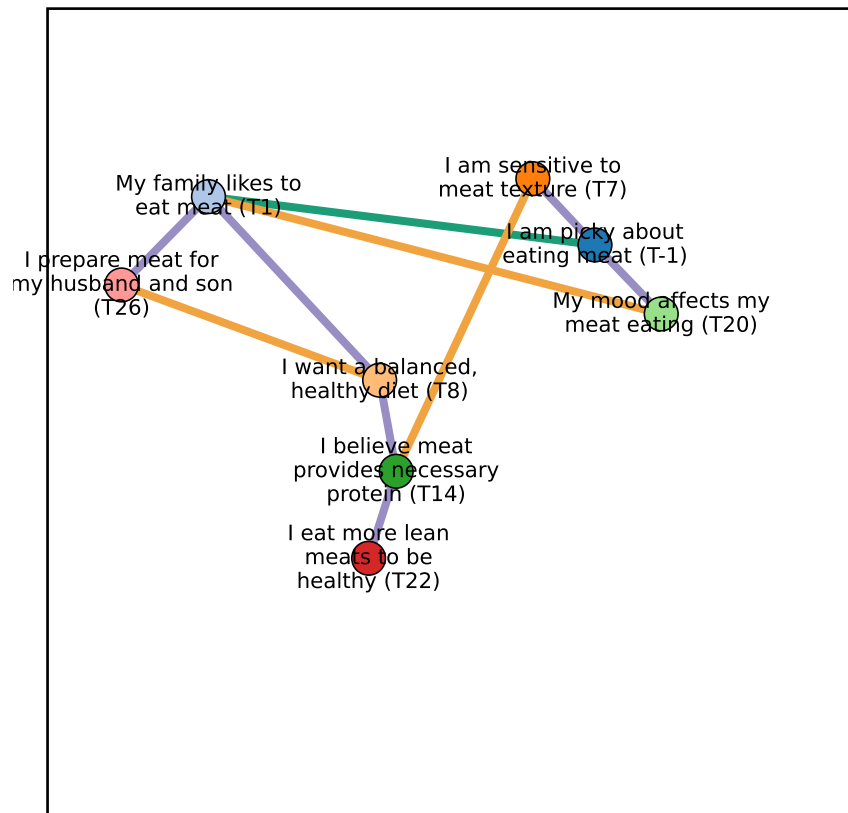 I am sensitive to
meat texture (T7)
My family likes to
eat meat (T1)
I am picky about
eating meat (T-1)
I prepare meat for
my husband and son
(T26)
My mood affects my
meat eating (T20)
I want a balanced,
healthy diet (T8)
I believe meat
provides necessary
protein (T14)
I eat more lean
meats to be
healthy (T22)